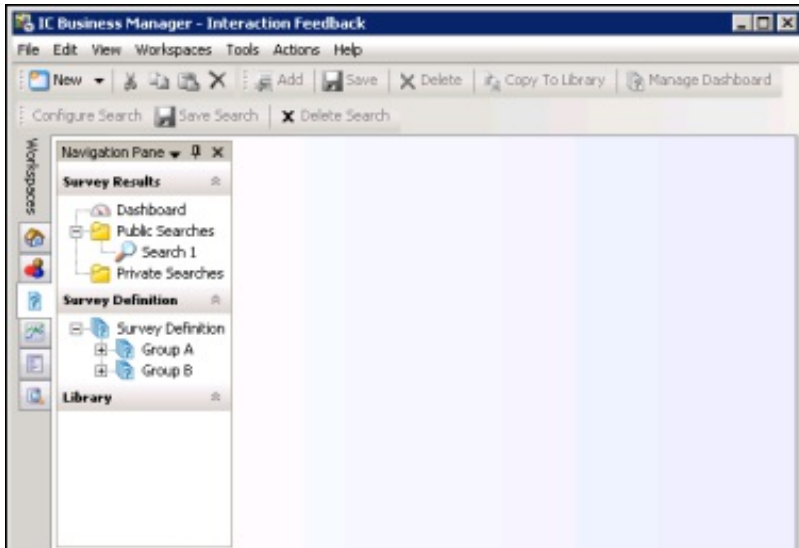 IC Business Manager - Interaction Feedback
File Edit View Workspaces Tools Actions Help
New Add Save Delete Copy To Library Manage Dashboard
Configure Search Save Search Delete Search
Workspaces
Navigation Pane
Survey Results
Dashboard
Public Searches
Search 1
Private Searches
Survey Definition
Survey Definition
Group A
Group B
Library